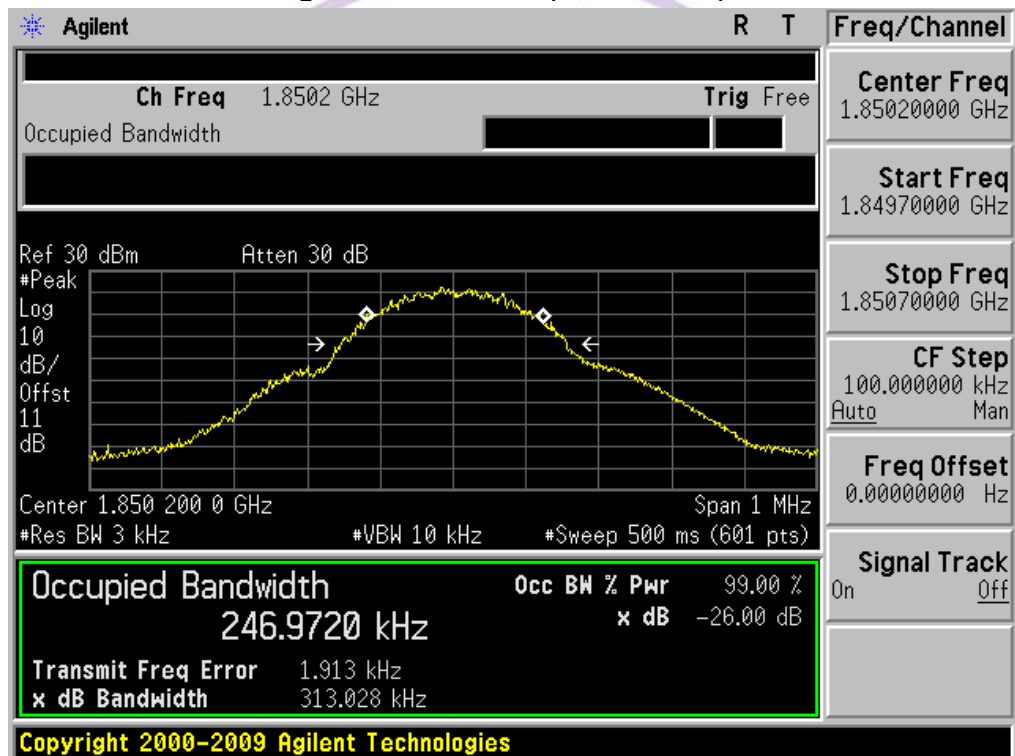 Agilent R T
Freq/Channel
Ch Freq 1.8502 GHz Trig Free
Occupied Bandwidth
Center Freq
1.85020000 GHz
Start Freq
1.84970000 GHz
Stop Freq
1.85070000 GHz
CF Step
100.000000 kHz
Auto Man
Freq Offset
0.00000000 Hz
Signal Track
On Off
Ref 30 dBm Atten 30 dB
#Peak
Log
10
dB/
Offst
11
dB
Center 1.850 200 0 GHz Span 1 MHz
#Res BW 3 kHz #VBW 10 kHz #Sweep 500 ms (601 pts)
Occupied Bandwidth Occ BW % Pwr 99.00 %
246.9720 kHz x dB -26.00 dB
Transmit Freq Error 1.913 kHz
x dB Bandwidth 313.028 kHz
Copyright 2000-2009 Agilent Technologies